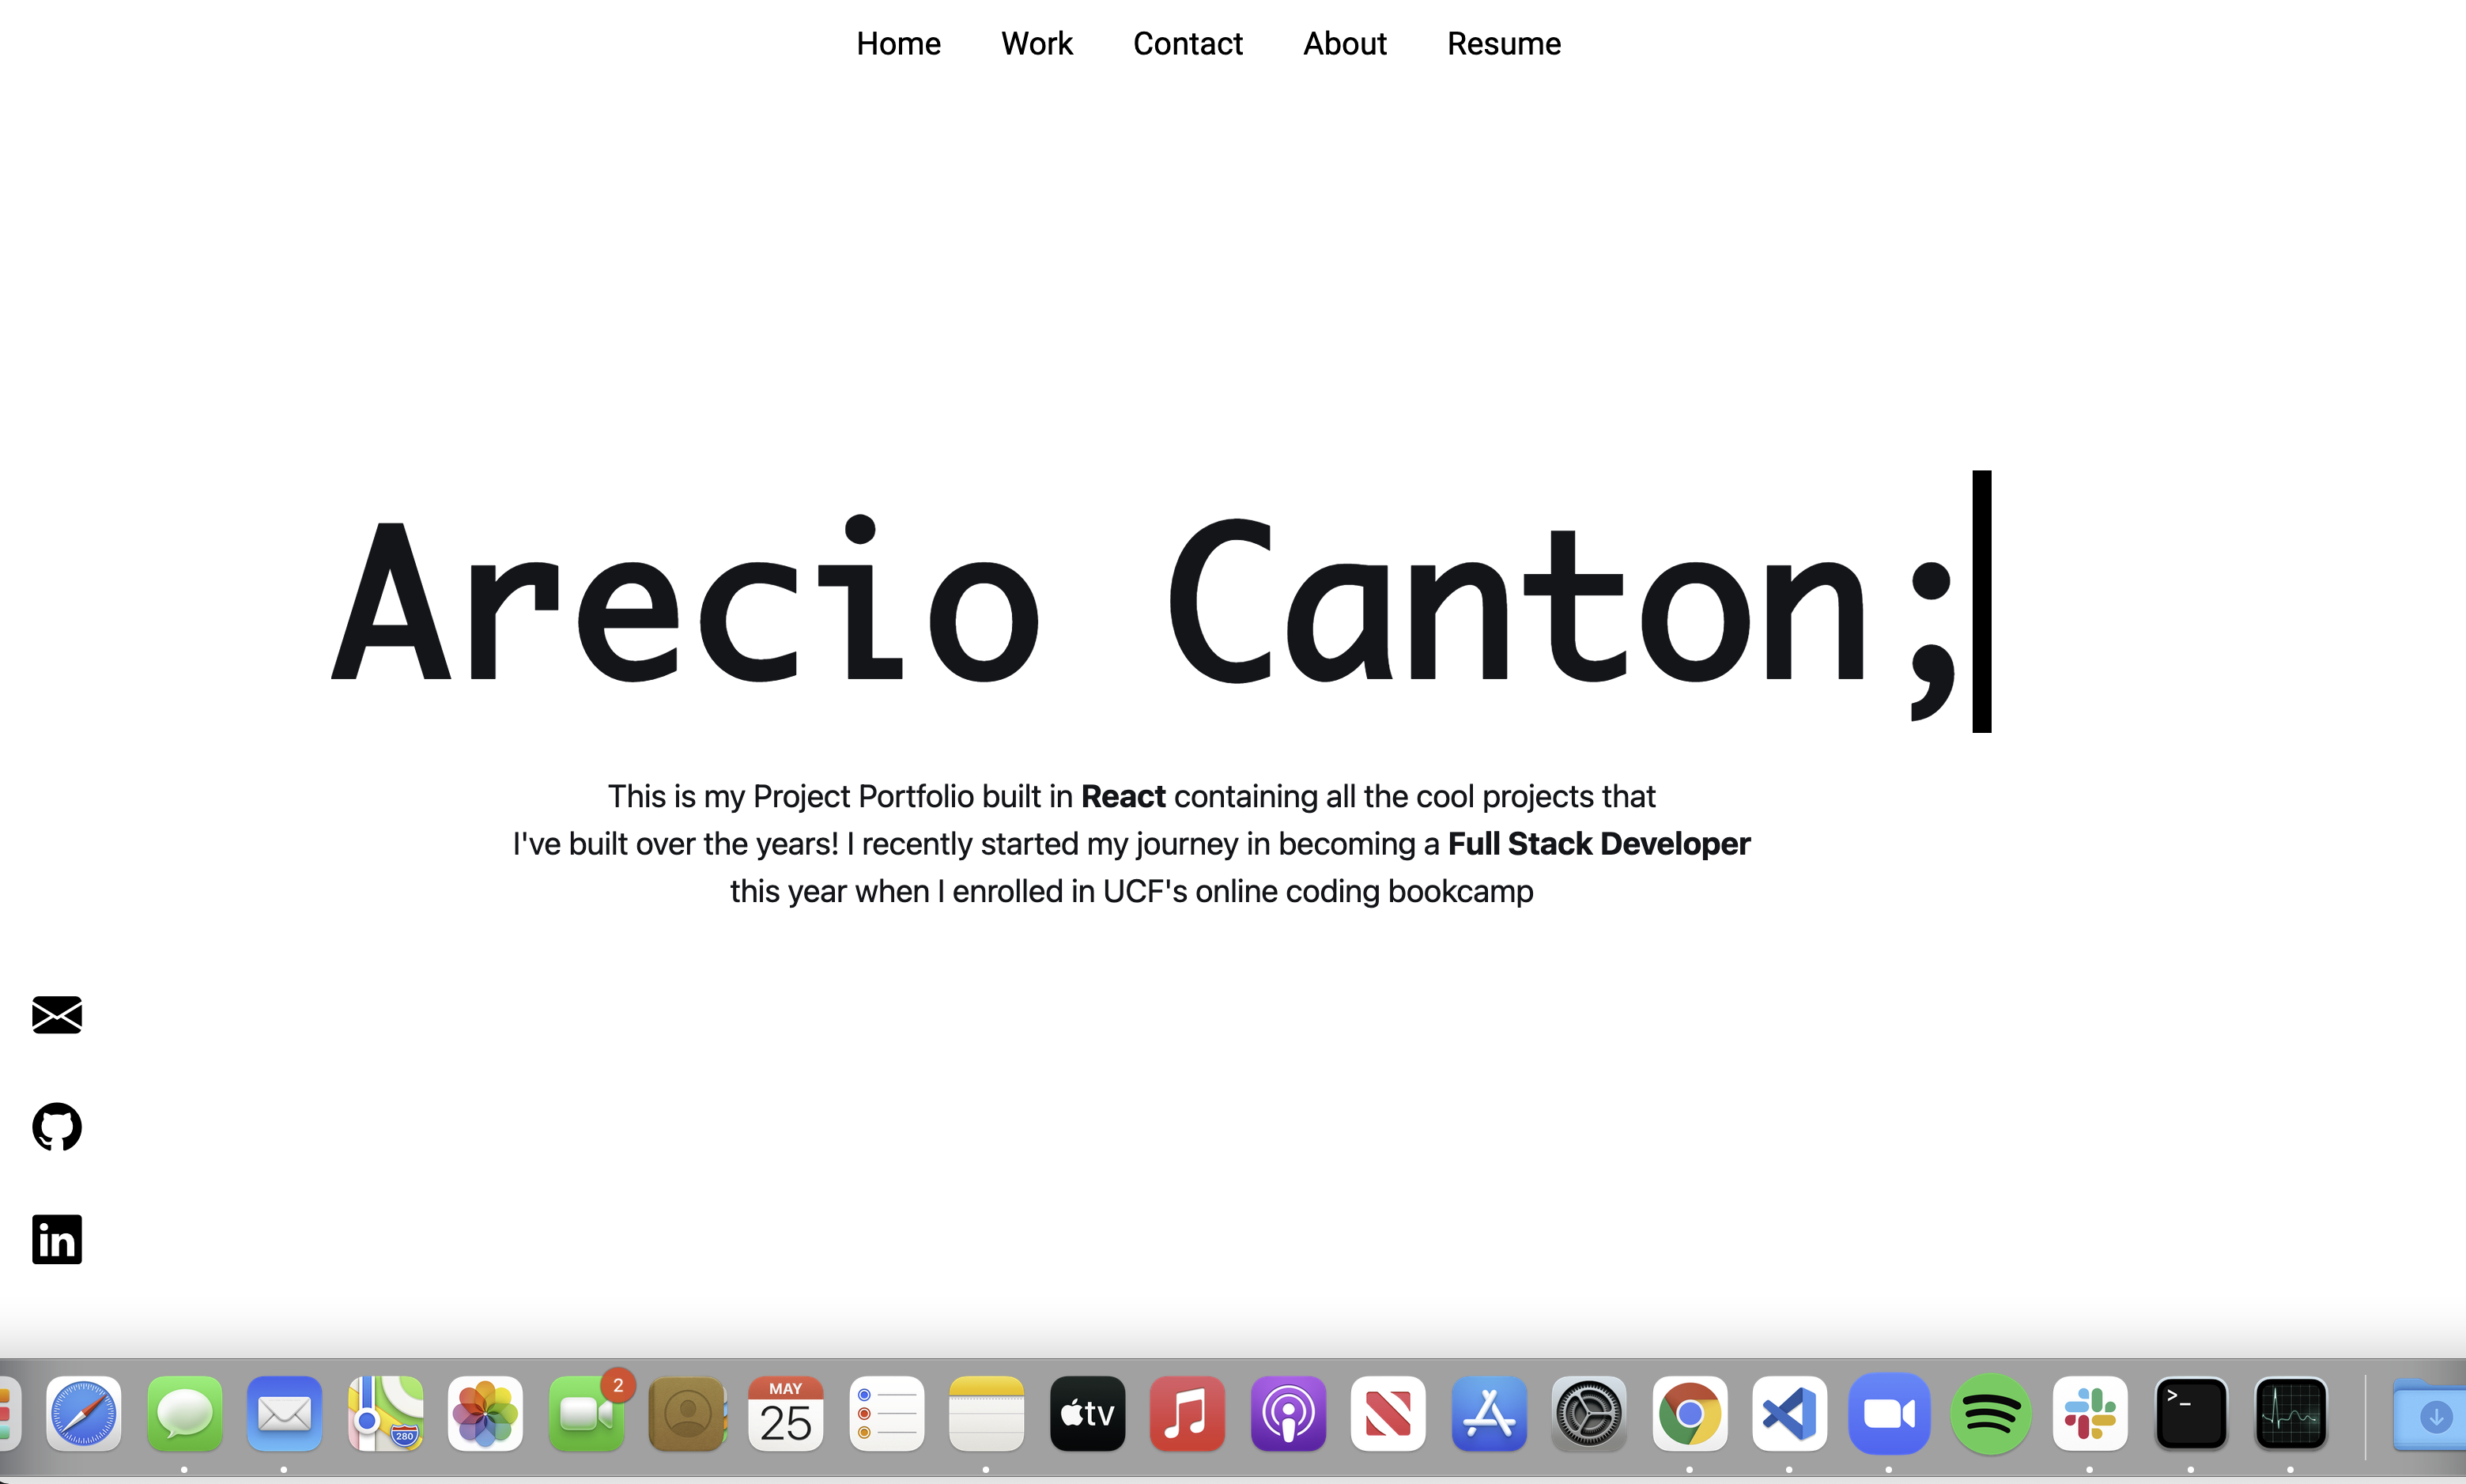 Home Work Contact About Resume
Arecio Canton;
This is my Project Portfolio built in React containing all the cool projects that
I've built over the years! I recently started my journey in becoming a Full Stack Developer
this year when I enrolled in UCF's online coding bookcamp
in
2
MAY
25
280
tv
>_